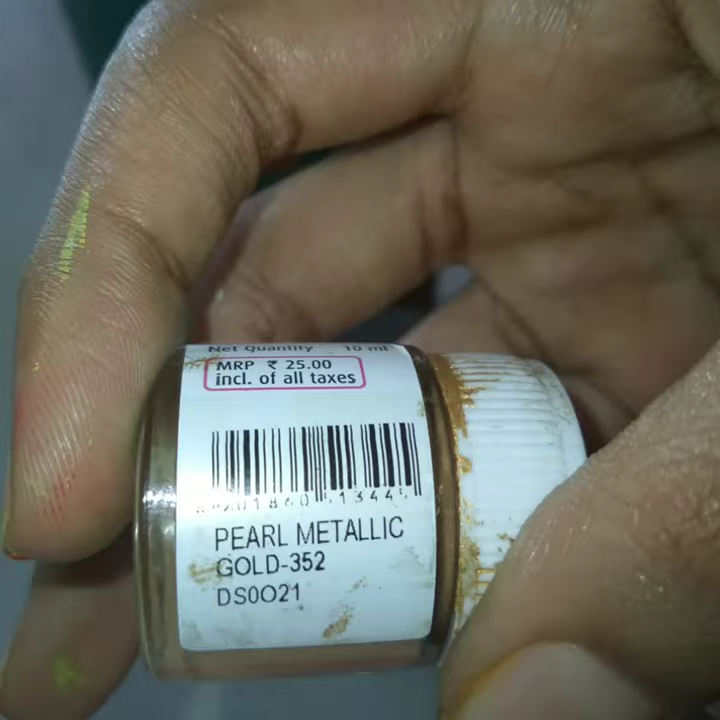 Net Quantity 10 ml
MRP ₹ 25.00
incl. of all taxes
PEARL METALLIC
GOLD-352
DS0O21